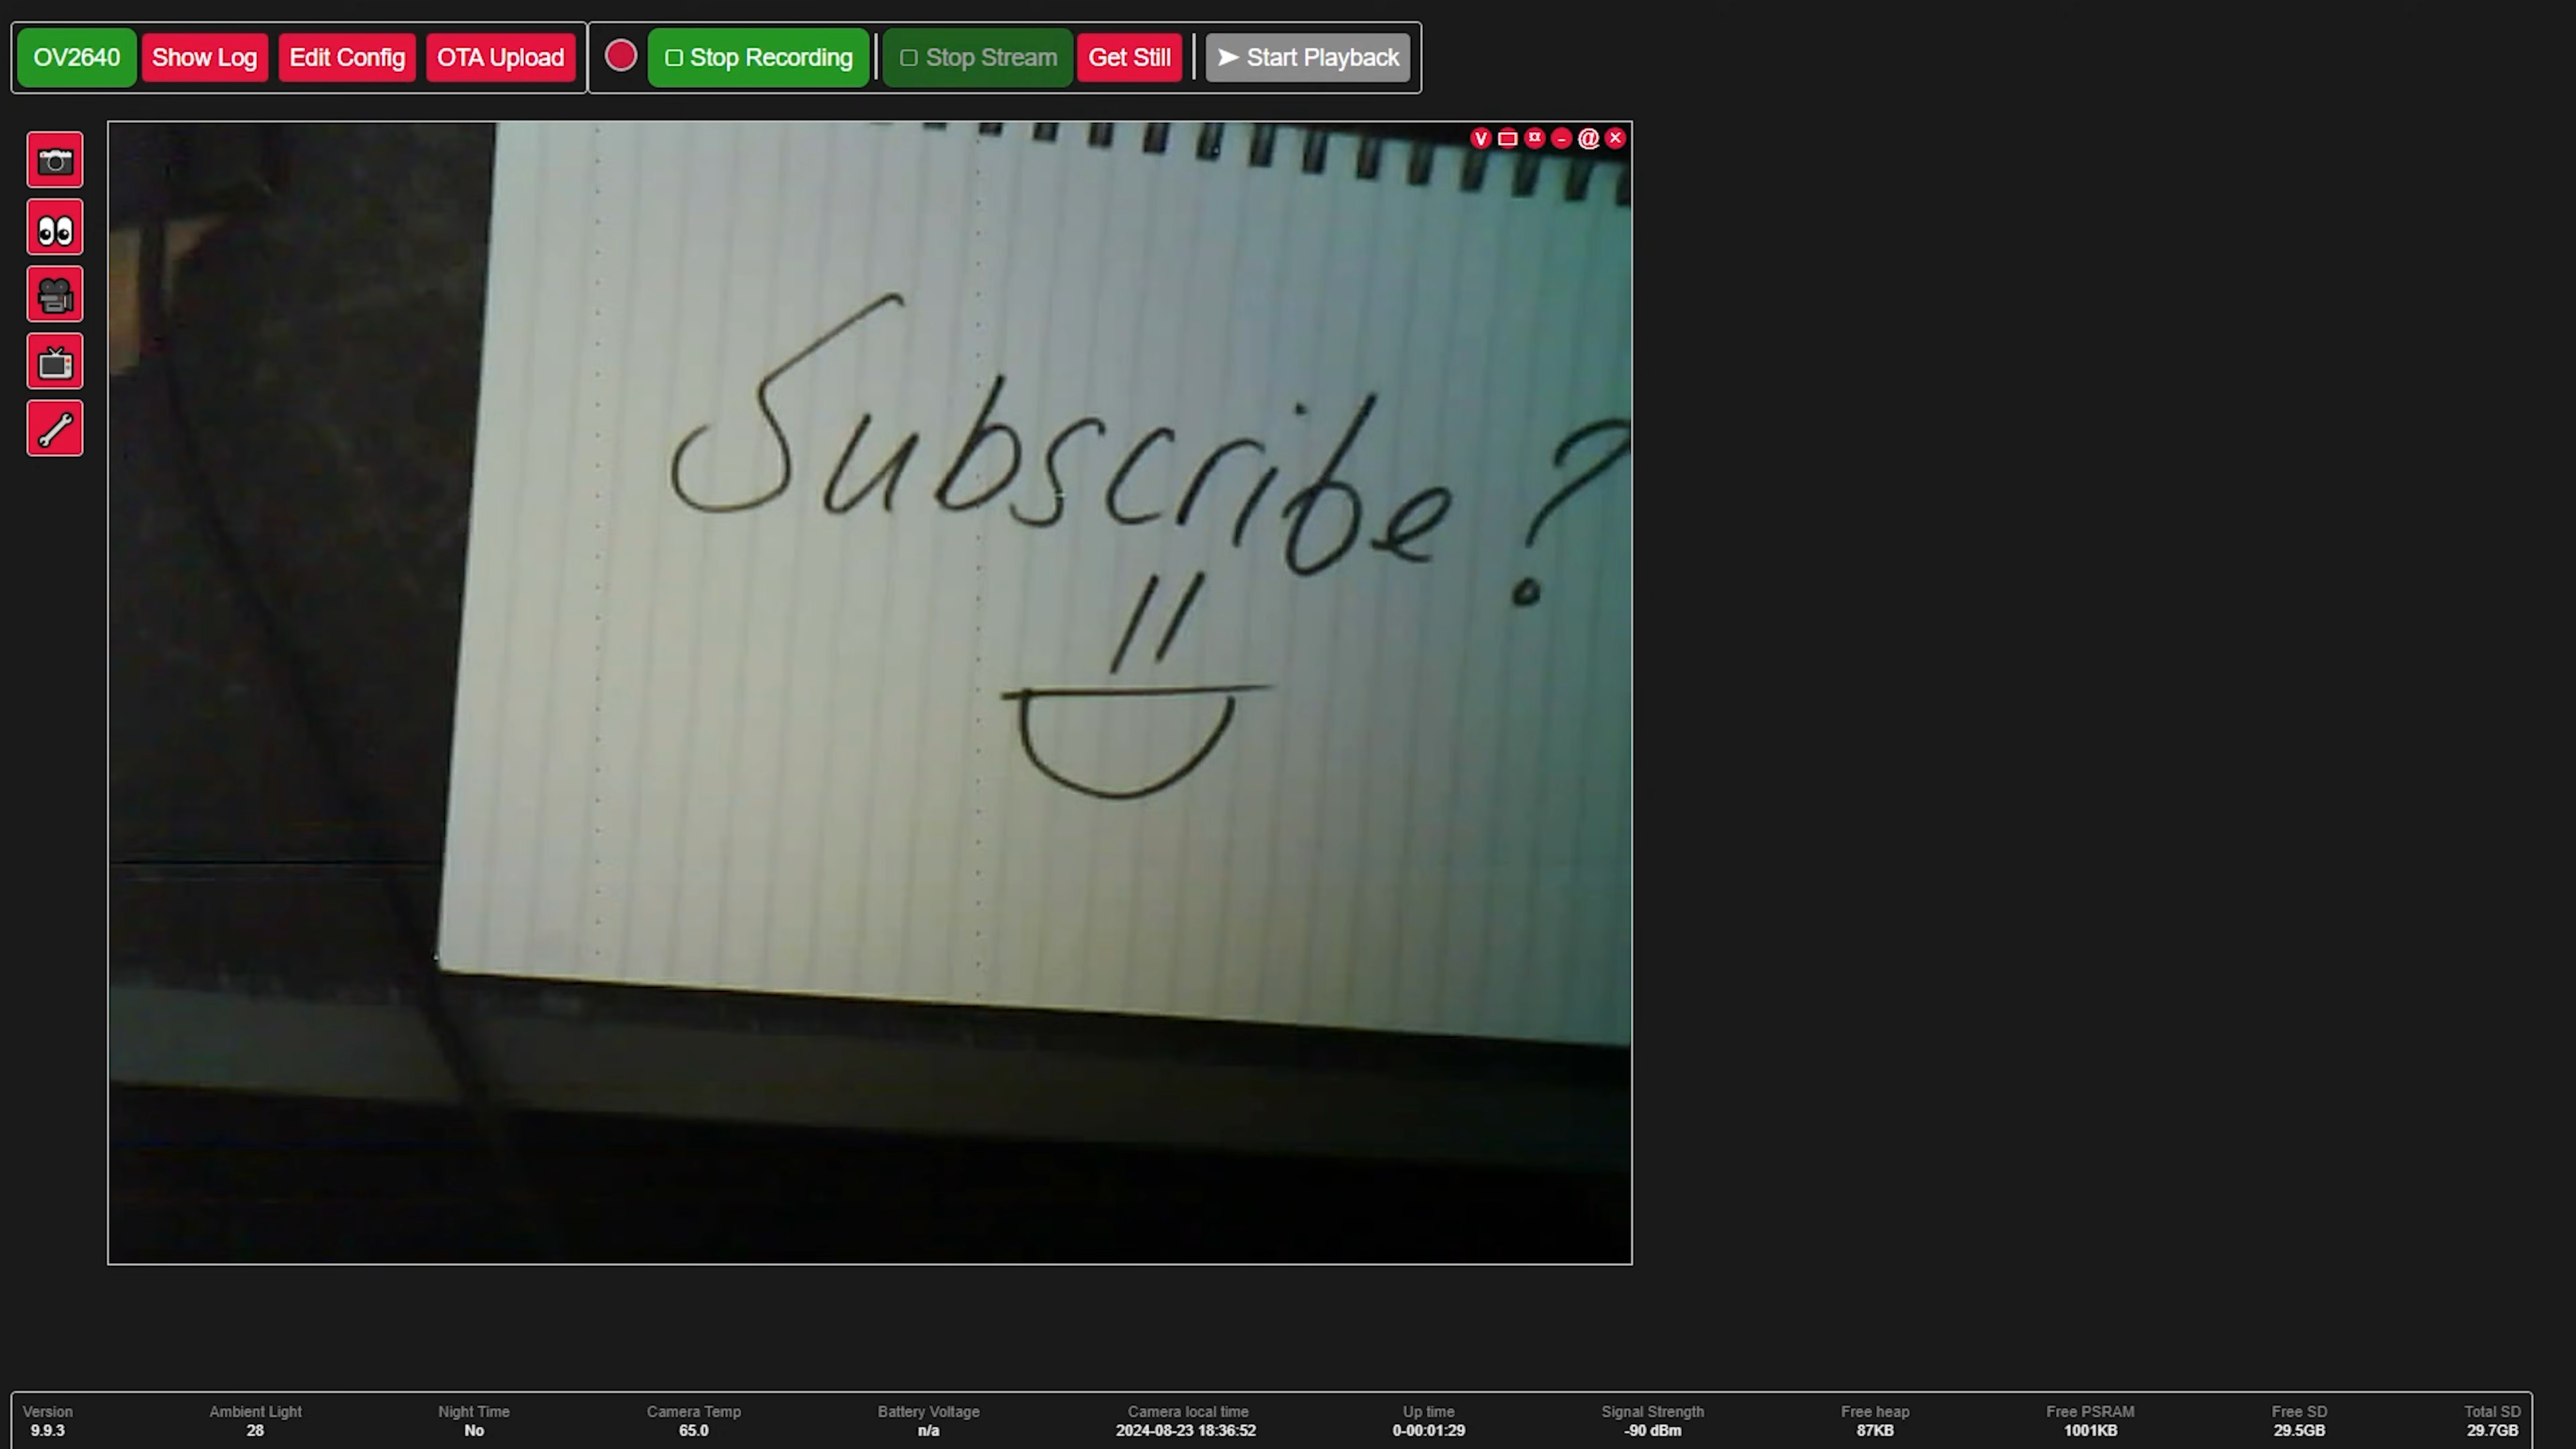 OV2640 Show Log Edit Config OTA Upload Stop Recording Stop Stream Get Still Start Playback
Subscribe?
Version Ambient Light Night Time Camera Temp Battery Voltage Camera local time Up time Signal Strength Free heap Free PSRAM Free SD Total SD
9.9.3 28 No 65.0 n/a 2024-08-23 18:36:52 0-00:01:29 -90 dBm 87KB 1001KB 29.5GB 29.7GB